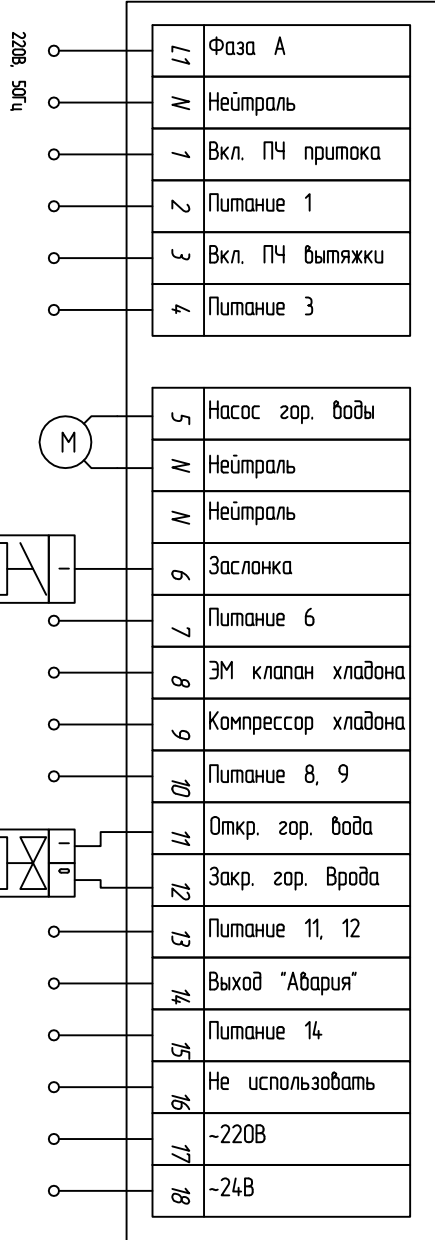 220В, 50Гц
L1 Фаза А
N Нейтраль
1 Вкл. ПЧ притока
2 Питание 1
3 Вкл. ПЧ вытяжки
4 Питание 3
M
5 Насос гор. воды
N Нейтраль
N Нейтраль
6 Заслонка
7 Питание 6
8 ЭМ клапан хладона
9 Компрессор хладона
10 Питание 8, 9
11 Откр. гор. вода
12 Закр. гор. Врода
13 Питание 11, 12
14 Выход "Авария"
15 Питание 14
16 Не использовать
17 ~220В
18 ~24В